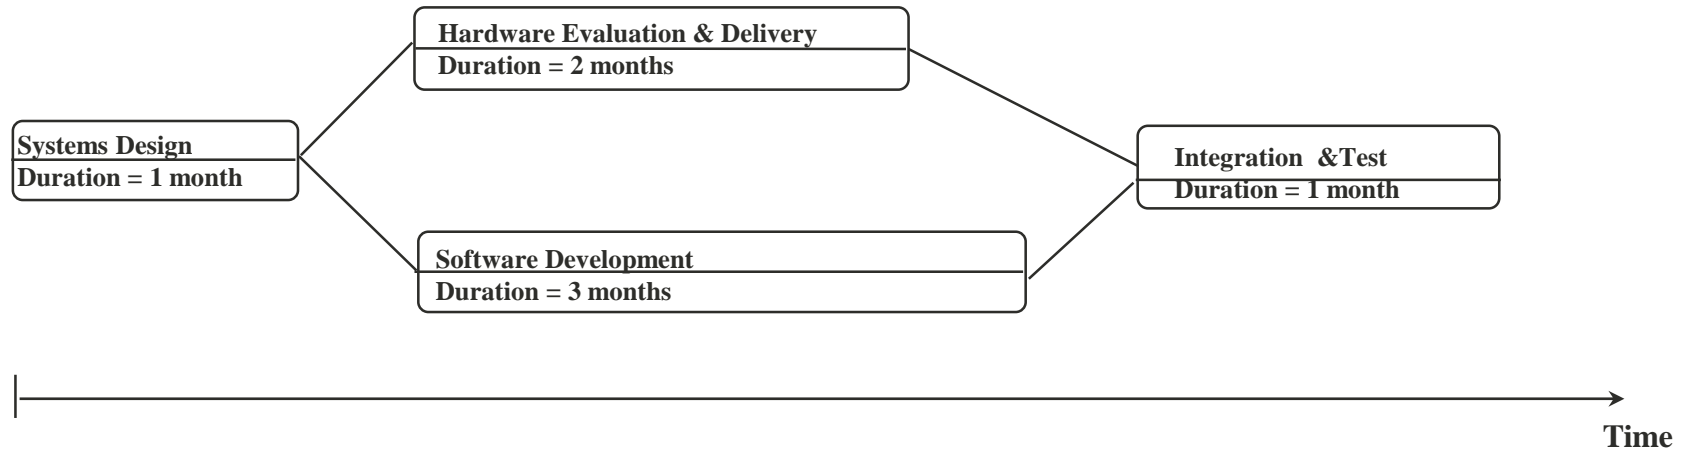 Hardware Evaluation & Delivery
Duration = 2 months
Systems Design
Duration = 1 month
Integration  &Test
Duration = 1 month
Software Development
Duration = 3 months
Time